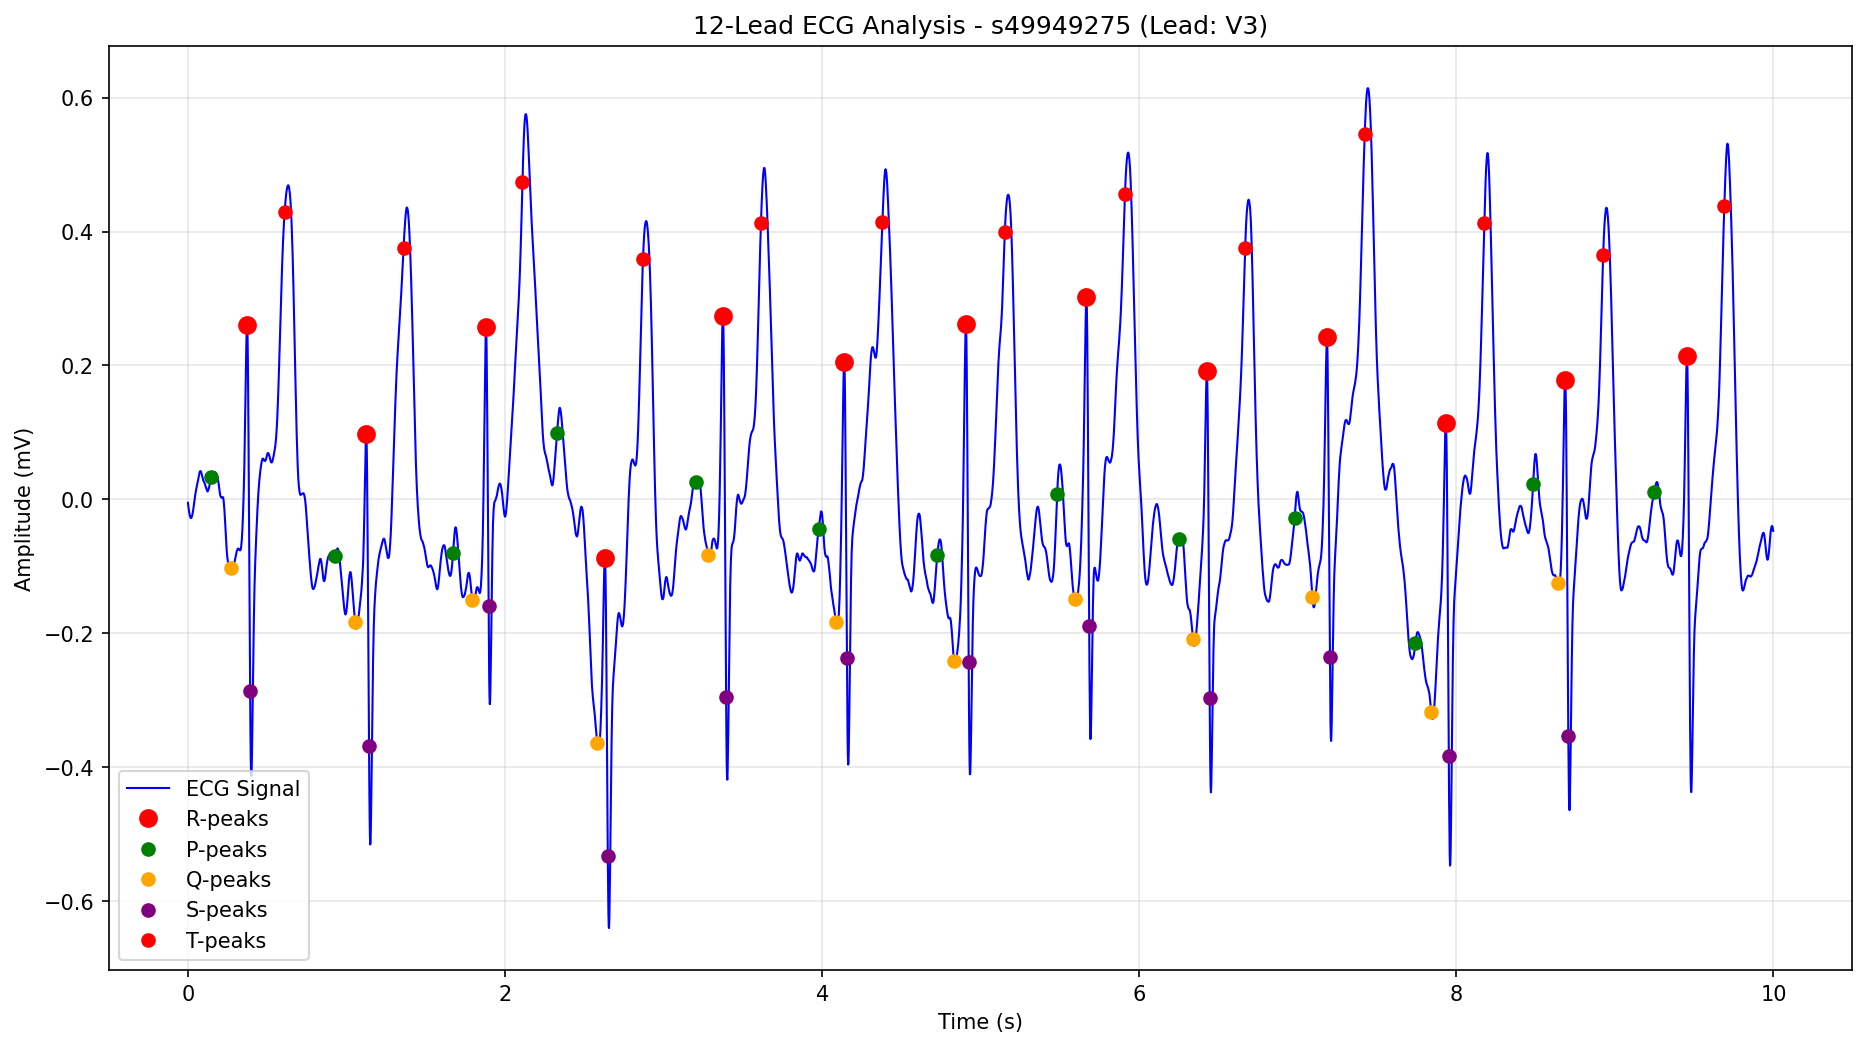 12-Lead ECG Analysis - s49949275 (Lead: V3)
Amplitude (mV)
0.6
0.4
0.2
0.0
−0.2
−0.4
−0.6
ECG Signal
R-peaks
P-peaks
Q-peaks
S-peaks
T-peaks
0 2 4 6 8 10
Time (s)